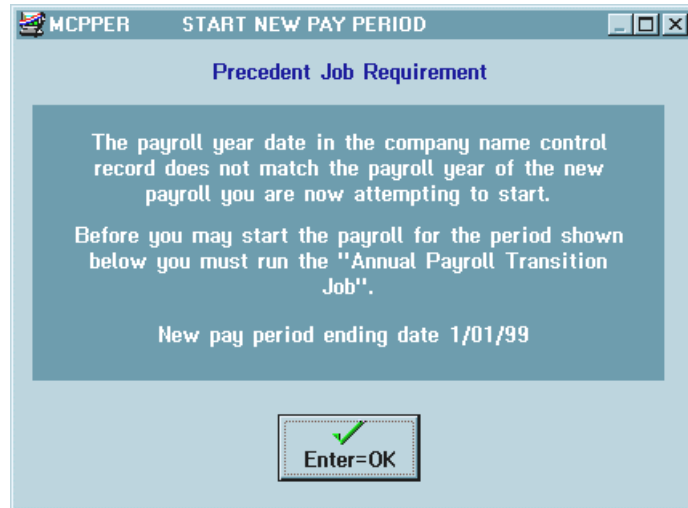 MCPPER START NEW PAY PERIOD
Precedent Job Requirement
The payroll year date in the company name control
record does not match the payroll year of the new
payroll you are now attempting to start.
Before you may start the payroll for the period shown
below you must run the "Annual Payroll Transition
Job".
New pay period ending date 1/01/99
Enter=OK